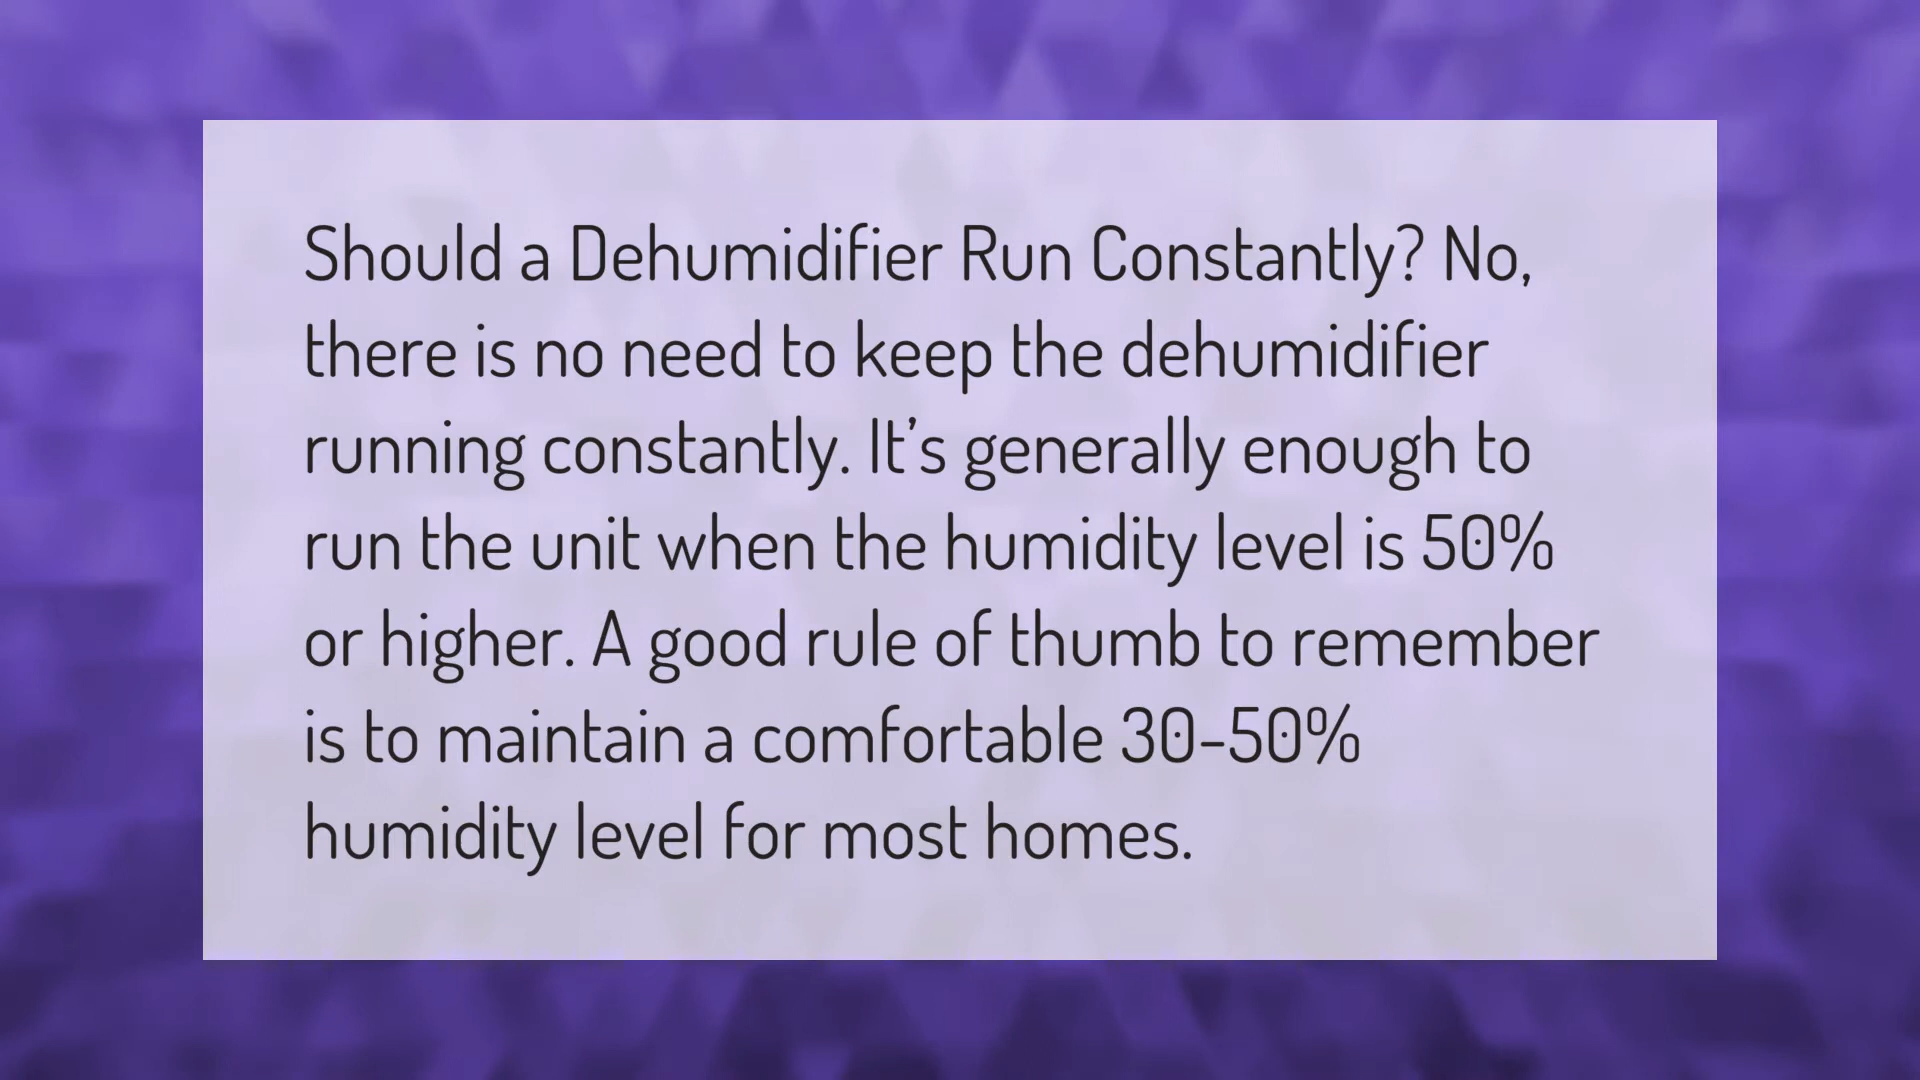 Should a Dehumidifier Run Constantly? No,
there is no need to keep the dehumidifier
running constantly. It’s generally enough to
run the unit when the humidity level is 50%
or higher. A good rule of thumb to remember
is to maintain a comfortable 30-50%
humidity level for most homes.